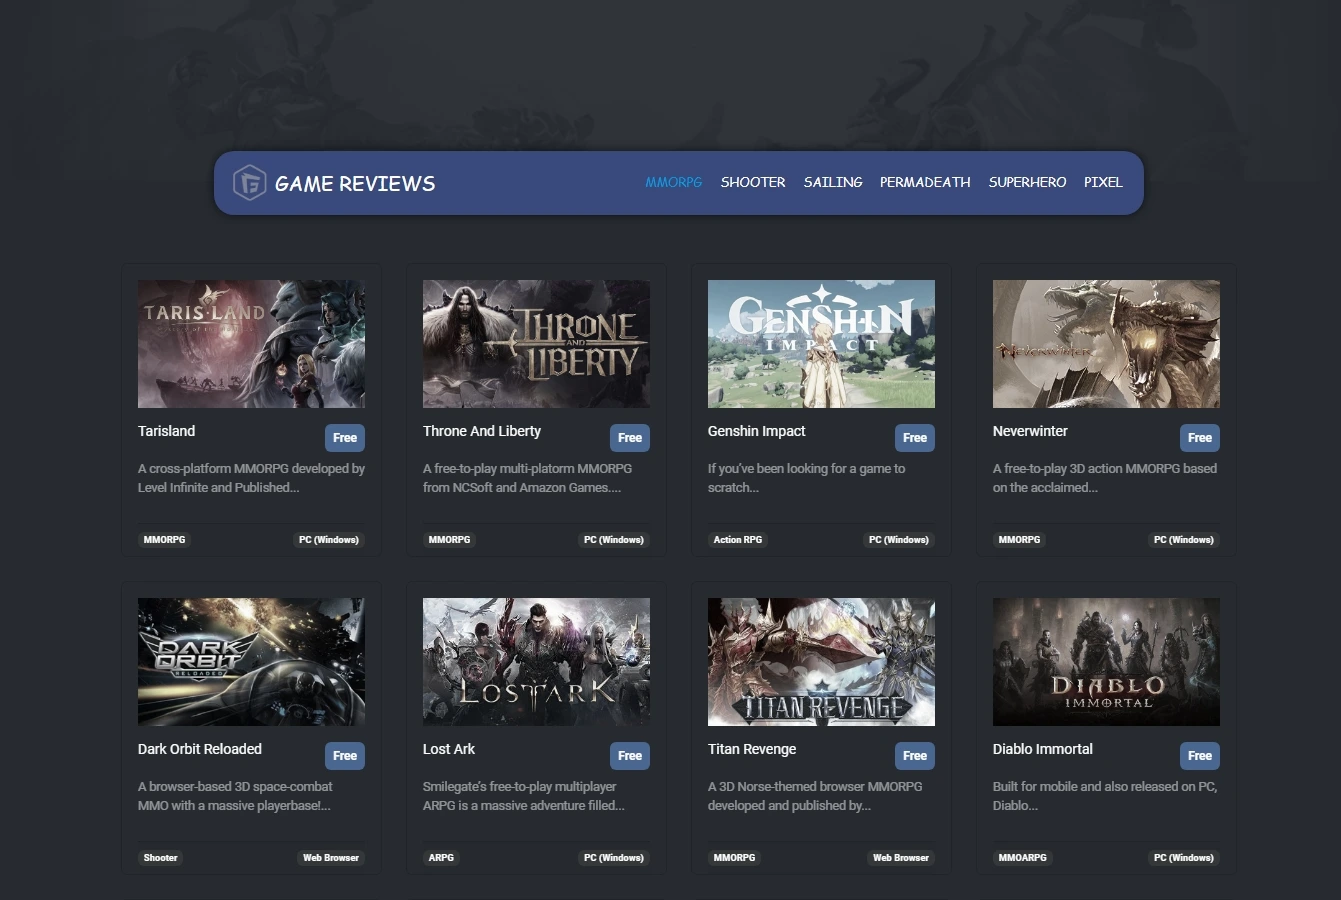 GAME REVIEWS
MMORPG SHOOTER SAILING PERMADEATH SUPERHERO PIXEL
TARISLAND
THRONE
AND
LIBERTY
GENSHIN
IMPACT
NEVERWINTER
Tarisland
Free
A cross-platform MMORPG developed by
Level Infinite and Published...
MMORPG PC (Windows)
Throne And Liberty
Free
A free-to-play multi-platorm MMORPG
from NCSoft and Amazon Games....
MMORPG PC (Windows)
Genshin Impact
Free
If you've been looking for a game to
scratch...
Action RPG PC (Windows)
Neverwinter
Free
A free-to-play 3D action MMORPG based
on the acclaimed...
MMORPG PC (Windows)
DARK
ORBIT
RELOADED
LOST ARK
TITAN REVENGE
DIABLO
IMMORTAL
Dark Orbit Reloaded
Free
A browser-based 3D space-combat
MMO with a massive playerbase!...
Shooter Web Browser
Lost Ark
Free
Smilegate's free-to-play multiplayer
ARPG is a massive adventure filled...
ARPG PC (Windows)
Titan Revenge
Free
A 3D Norse-themed browser MMORPG
developed and published by...
MMORPG Web Browser
Diablo Immortal
Free
Built for mobile and also released on PC,
Diablo...
MMOARPG PC (Windows)